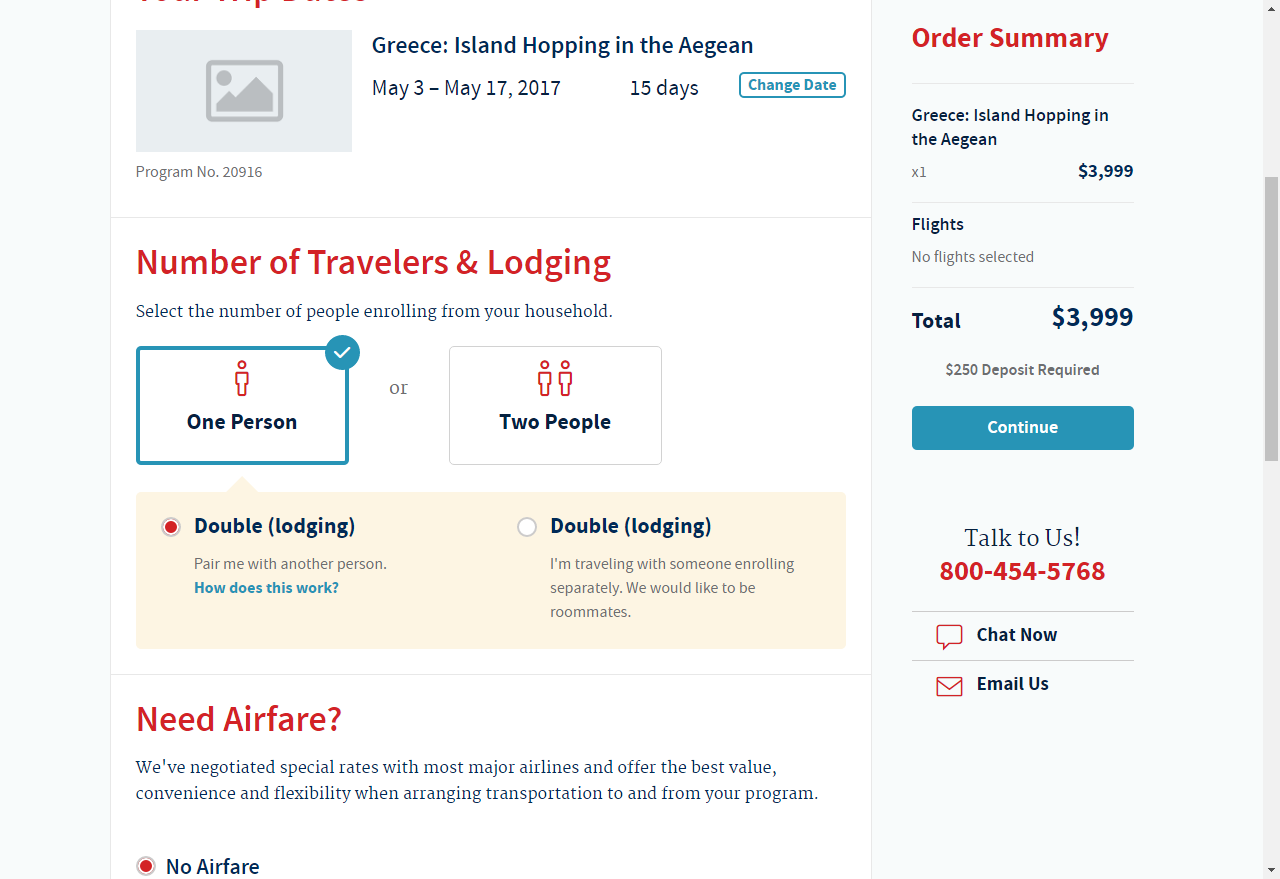 Your Trip Dates
Greece: Island Hopping in the Aegean
May 3 – May 17, 2017
15 days
Change Date
Program No. 20916
Number of Travelers & Lodging
Select the number of people enrolling from your household.
One Person
or
Two People
Double (lodging)
Pair me with another person.
How does this work?
Double (lodging)
I'm traveling with someone enrolling
separately. We would like to be
roommates.
Need Airfare?
We've negotiated special rates with most major airlines and offer the best value,
convenience and flexibility when arranging transportation to and from your program.
No Airfare
Order Summary
Greece: Island Hopping in
the Aegean
x1
$3,999
Flights
No flights selected
Total
$3,999
$250 Deposit Required
Continue
Talk to Us!
800-454-5768
Chat Now
Email Us